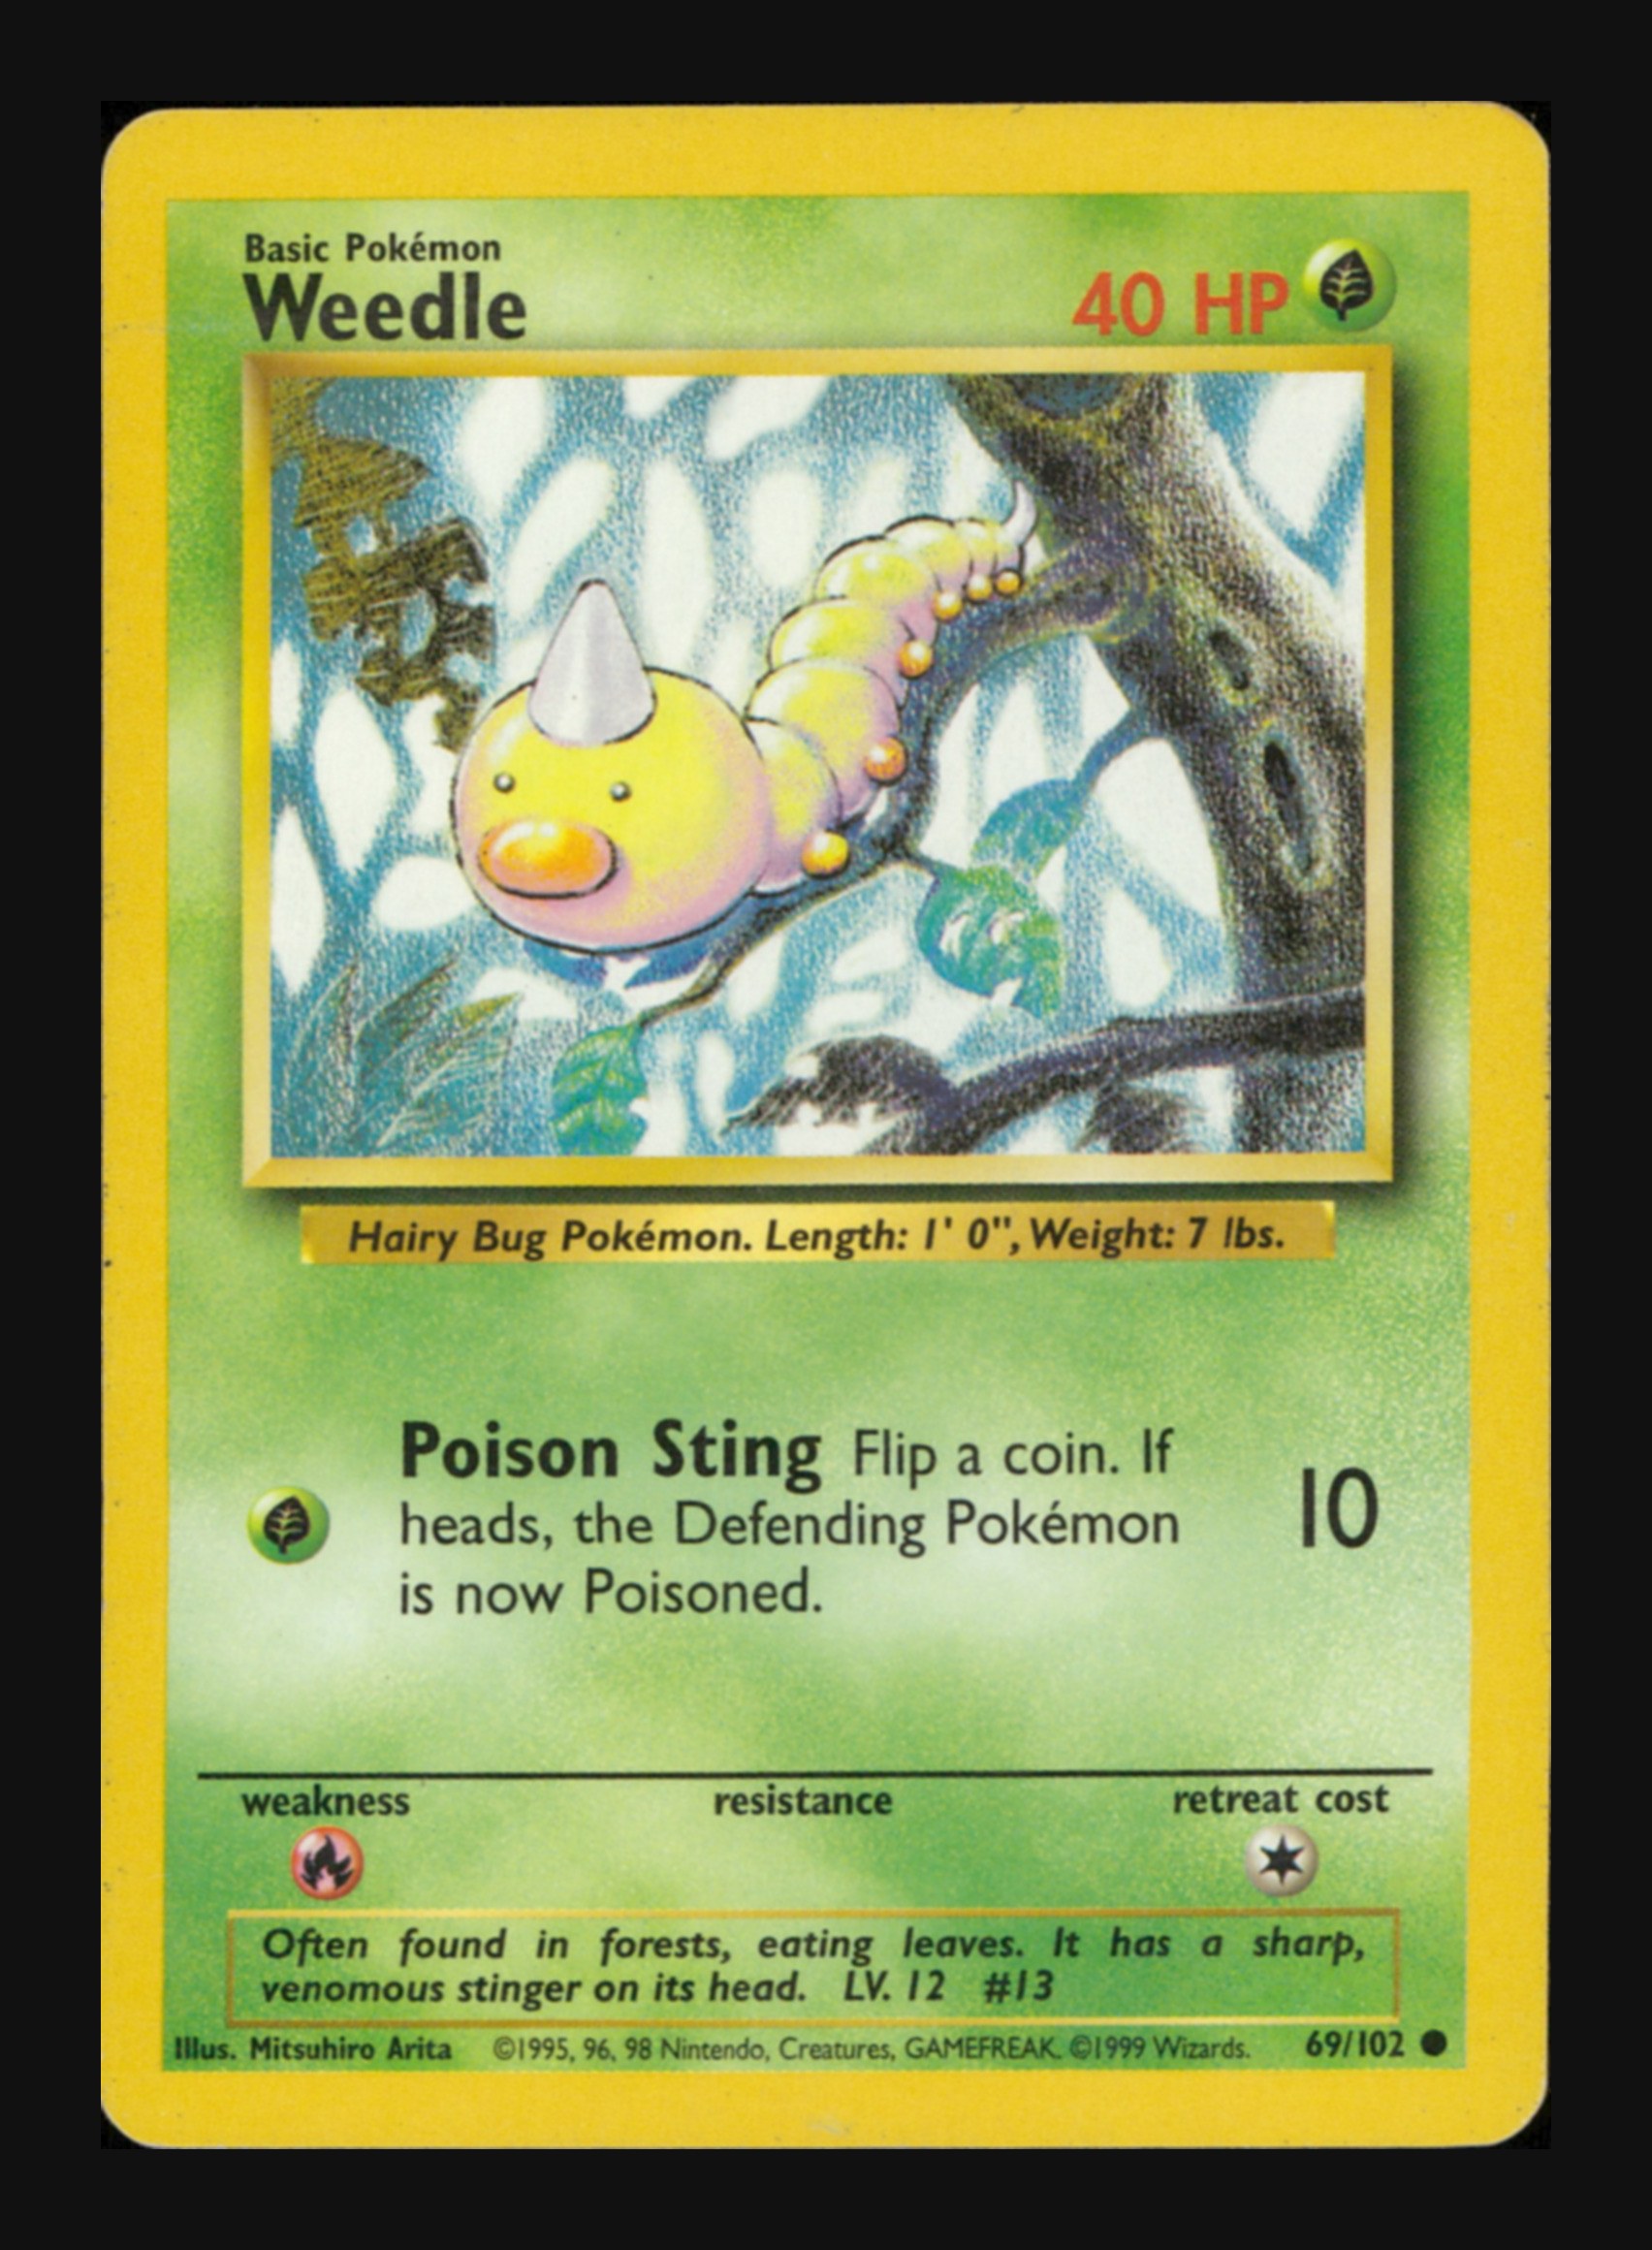 Basic Pokémon
Weedle
40 HP
Hairy Bug Pokémon. Length: 1' 0", Weight: 7 lbs.
Poison Sting Flip a coin. If
heads, the Defending Pokémon
is now Poisoned.
10
weakness
resistance
retreat cost
Often found in forests, eating leaves. It has a sharp,
venomous stinger on its head. LV. 12 #13
Illus. Mitsuhiro Arita ©1995, 96, 98 Nintendo, Creatures, GAMEFREAK. ©1999 Wizards. 69/102 ●